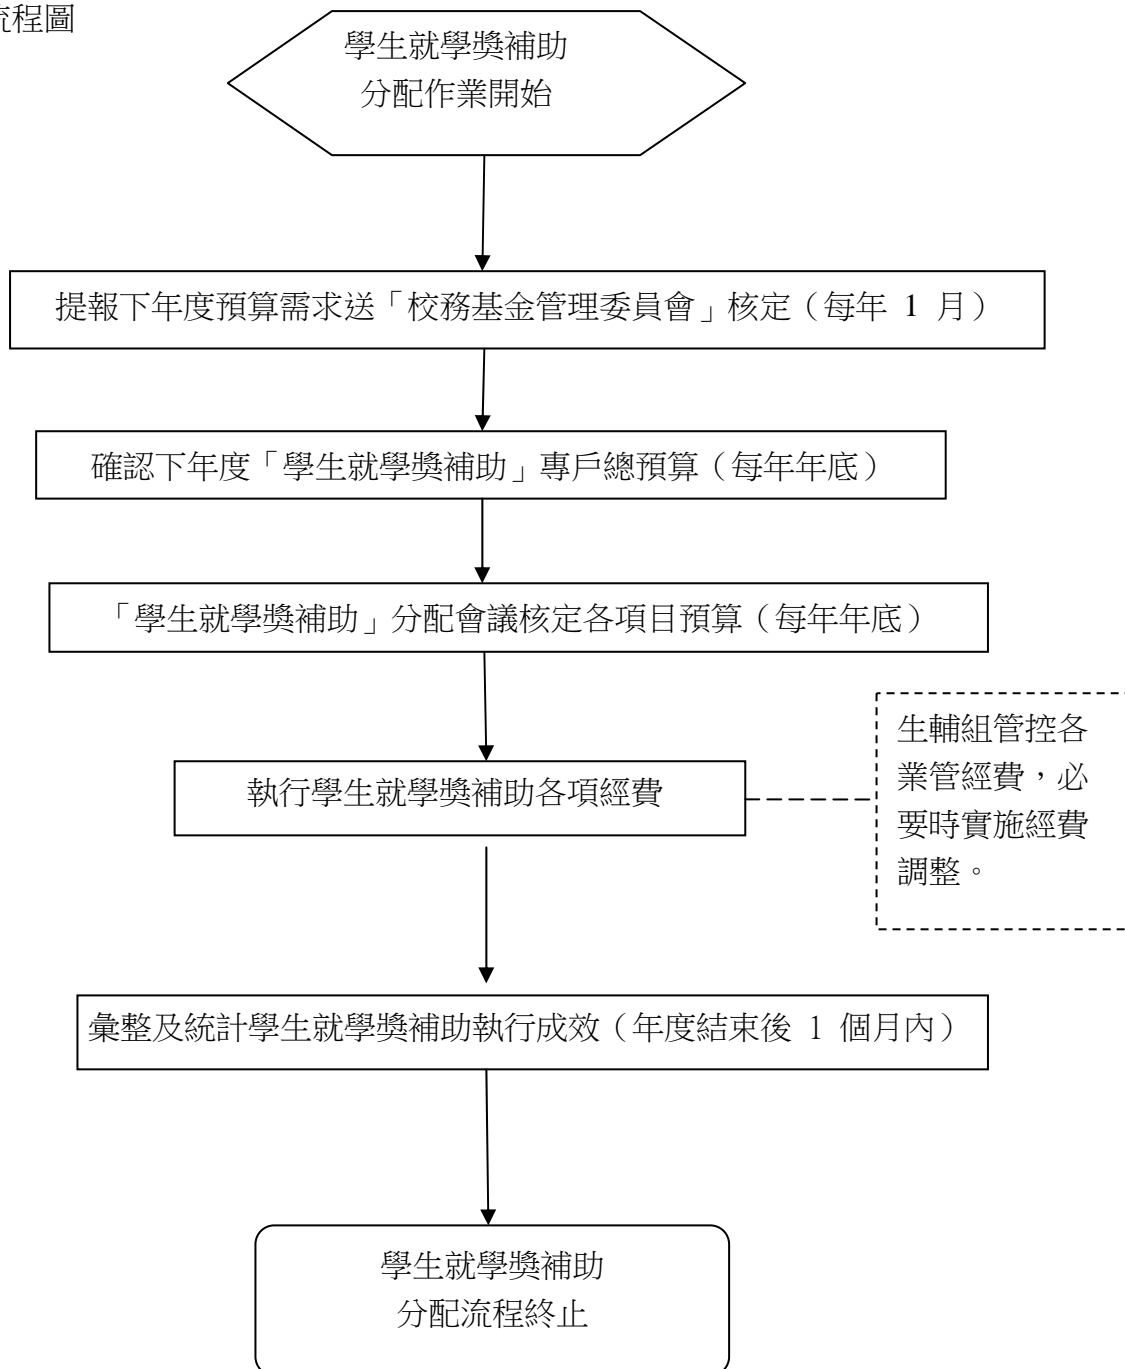 流程圖
學生就學獎補助
分配作業開始
提報下年度預算需求送「校務基金管理委員會」核定（每年 1 月）
確認下年度「學生就學獎補助」專戶總預算（每年年底）
「學生就學獎補助」分配會議核定各項目預算（每年年底）
執行學生就學獎補助各項經費
生輔組管控各
業管經費，必
要時實施經費
調整。
彙整及統計學生就學獎補助執行成效（年度結束後 1 個月內）
學生就學獎補助
分配流程終止